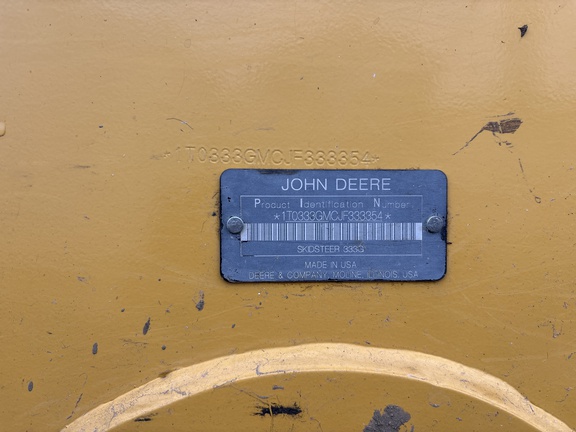 *1T0333GMCJF333354*
JOHN DEERE
Product Identification Number
*1T0333GMCJF333354*
SKIDSTEER 333G
MADE IN USA
DEERE & COMPANY MOLINE, ILLINOIS, USA